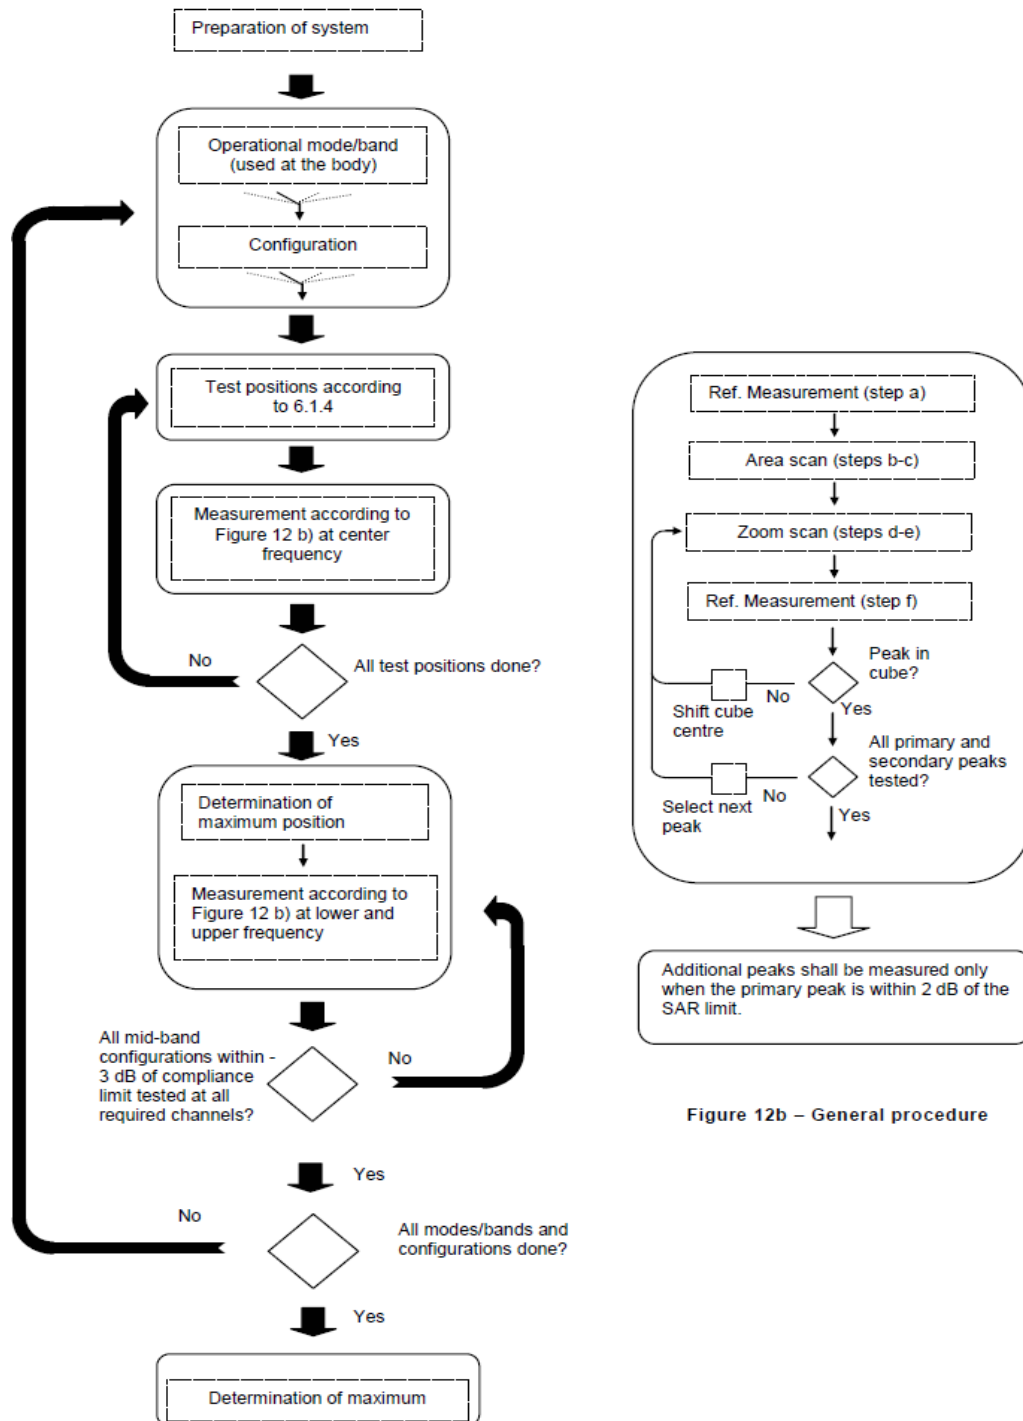 Preparation of system
Operational mode/band
(used at the body)
Configuration
Test positions according
to 6.1.4
Measurement according to
Figure 12 b) at center
frequency
No
All test positions done?
Yes
Determination of
maximum position
Measurement according to
Figure 12 b) at lower and
upper frequency
All mid-band
configurations within -
3 dB of compliance
limit tested at all
required channels?
No
Yes
No
All modes/bands and
configurations done?
Yes
Determination of maximum
Ref. Measurement (step a)
Area scan (steps b-c)
Zoom scan (steps d-e)
Ref. Measurement (step f)
Peak in
cube?
No
Shift cube
centre
Yes
All primary and
secondary peaks
tested?
No
Select next
peak
Yes
Additional peaks shall be measured only
when the primary peak is within 2 dB of the
SAR limit.
Figure 12b – General procedure